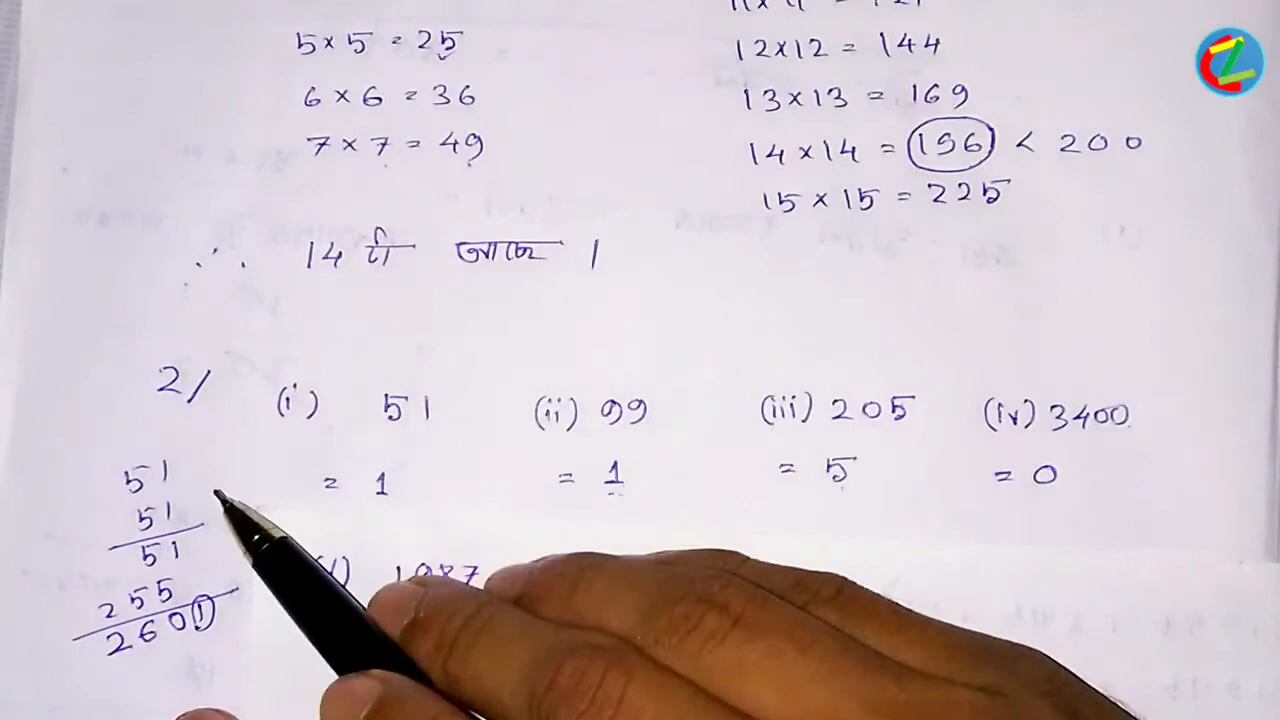 5 × 5 = 25
6 × 6 = 36
7 × 7 = 49
12 × 12 = 144
13 × 13 = 169
14 × 14 = 196 < 200
15 × 15 = 225
∴ 14 টা আছে ।
2/ (i) 51 (ii) 99 (iii) 205 (iv) 3400
= 1 = 1 = 5 = 0
51
51
51
255
2601
1987